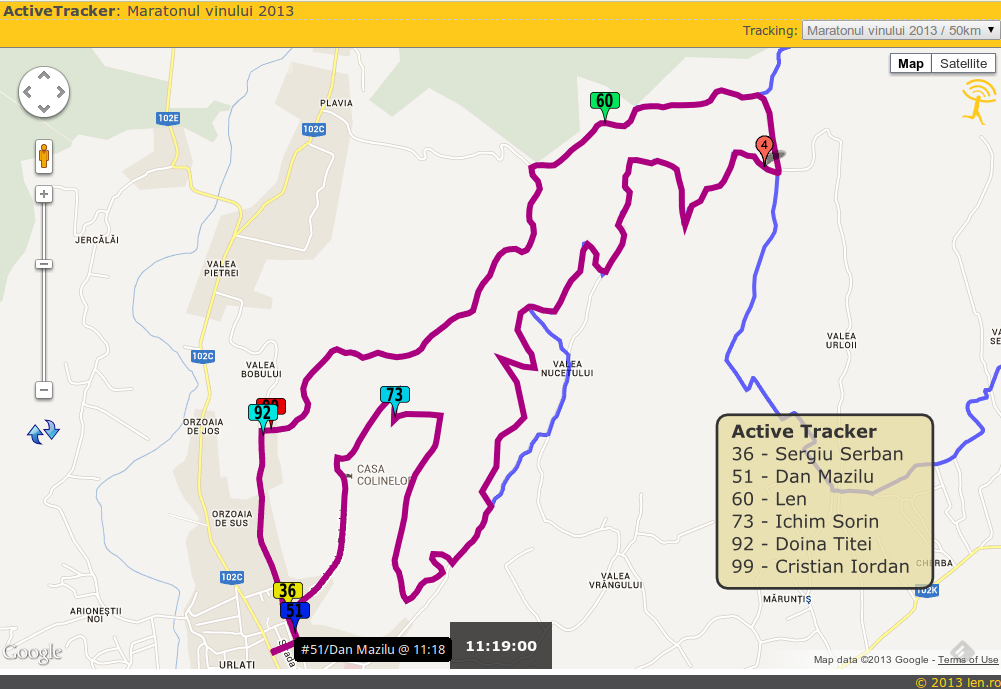 ActiveTracker: Maratonul vinului 2013
Tracking: Maratonul vinului 2013 / 50km
Map Satellite
60
PLAVIA
102E
102C
4
JERCĂLĂI
VALEA
PIETREI
102C
VALEA
URLOII
VALEA
BOBULUI
VALEA
NUCETULUI
73
92
ORZOAIA
DE JOS
Active Tracker
36 - Sergiu Serban
51 - Dan Mazilu
60 - Len
73 - Ichim Sorin
92 - Doina Titei
99 - Cristian Iordan
CASA
COLINELOR
ORZOAIA
DE SUS
102C
VALEA
VRÂNGULUI
CHERBA
102K
36
MĂRUNȚIȘ
51
ARIONEȘTII
NOI
#51/Dan Mazilu @ 11:18
11:19:00
Google
URLATI
Map data ©2013 Google - Terms of Use
© 2013 len.ro